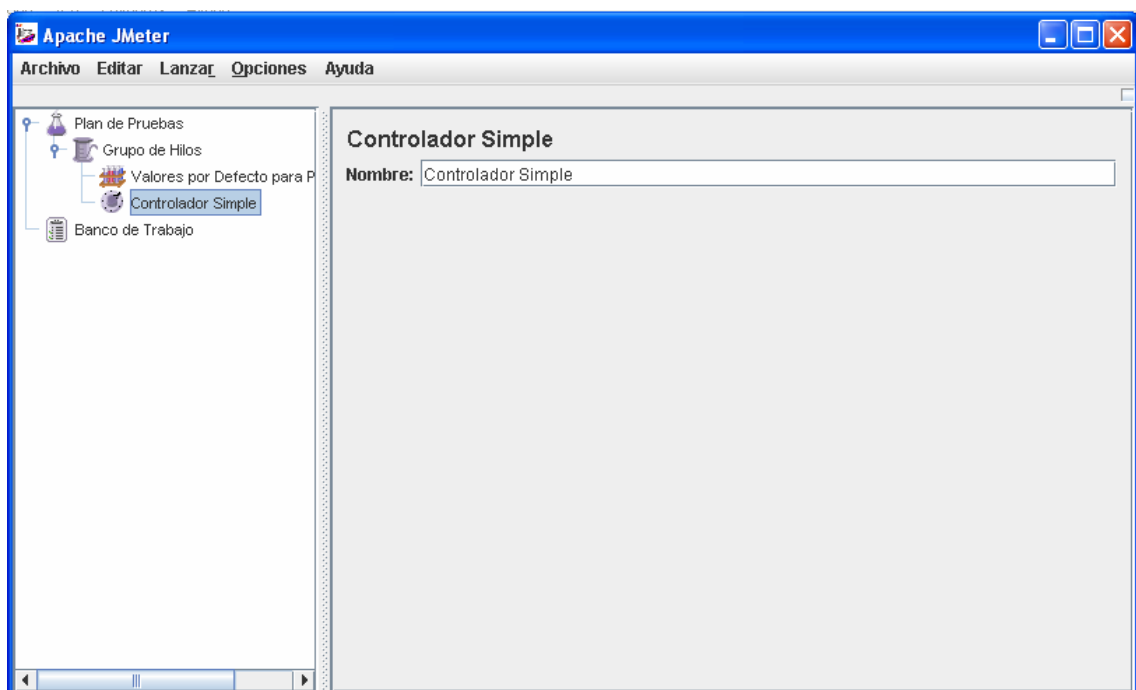 Apache JMeter
Archivo Editar Lanzar Opciones Ayuda
Plan de Pruebas
Grupo de Hilos
Valores por Defecto para P
Controlador Simple
Banco de Trabajo
Controlador Simple
Nombre: Controlador Simple